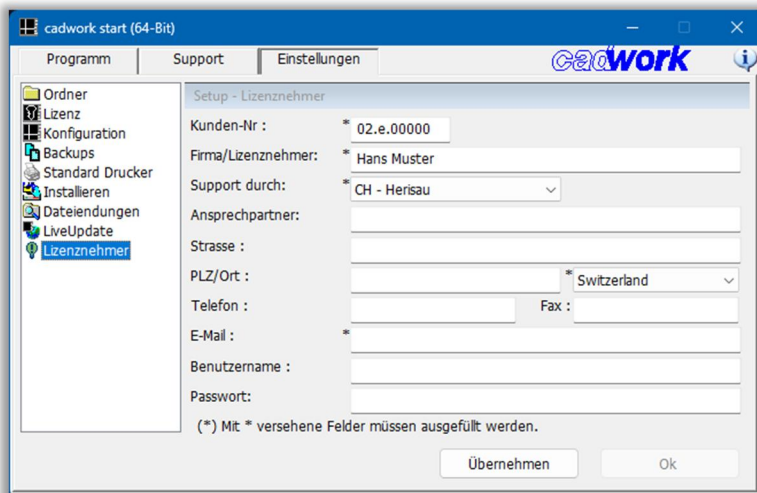 cadwork start (64-Bit)
Programm Support Einstellungen cadwork
Ordner
Lizenz
Konfiguration
Backups
Standard Drucker
Installieren
Dateiendungen
LiveUpdate
Lizenznehmer
Setup - Lizenznehmer
Kunden-Nr : * 02.e.00000
Firma/Lizenznehmer: * Hans Muster
Support durch: * CH - Herisau
Ansprechpartner:
Strasse :
PLZ/Ort : * Switzerland
Telefon : Fax :
E-Mail : *
Benutzername :
Passwort:
(*) Mit * versehene Felder müssen ausgefüllt werden.
Übernehmen Ok